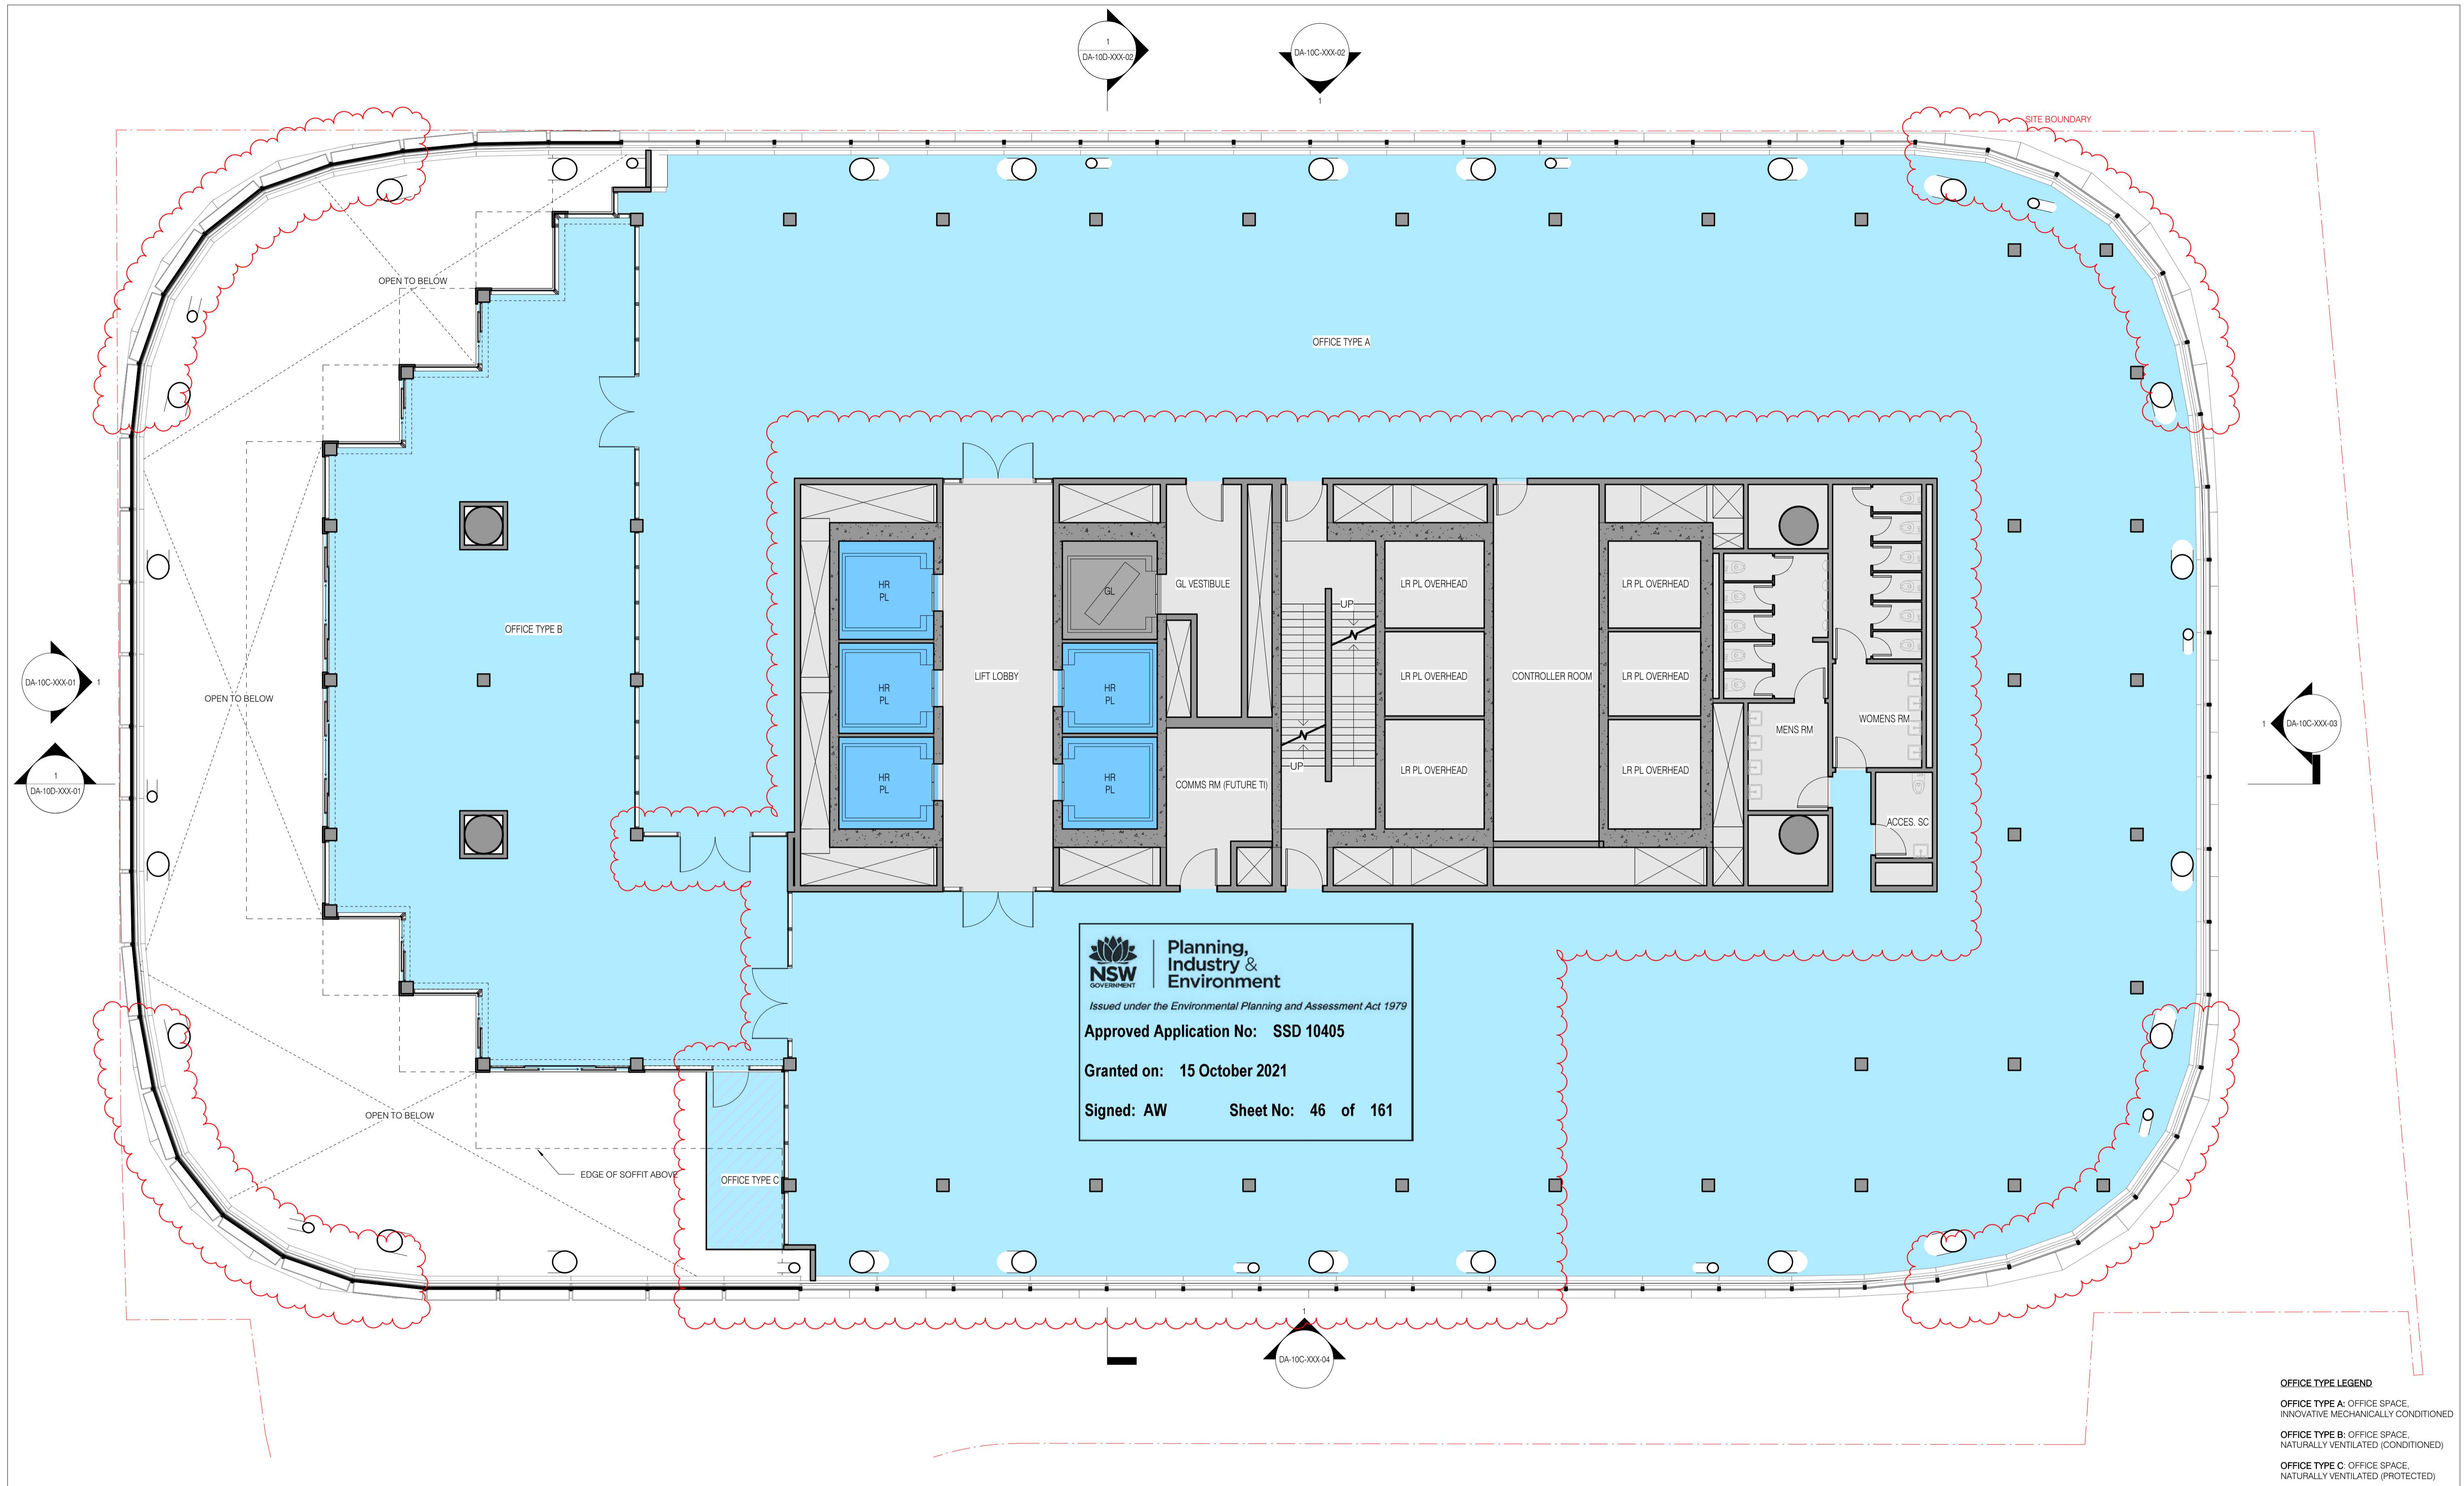 1
DA-10D-XXX-02
DA-10C-XXX-02
1
SITE BOUNDARY
OPEN TO BELOW
OFFICE TYPE A
HR
PL
GL
GL VESTIBULE
UP
LR PL OVERHEAD
LR PL OVERHEAD
OFFICE TYPE B
DA-10C-XXX-01
1
OPEN TO BELOW
HR
PL
LIFT LOBBY
HR
PL
LR PL OVERHEAD
CONTROLLER ROOM
LR PL OVERHEAD
MENS RM
WOMENS RM
1
DA-10C-XXX-03
1
DA-10D-XXX-01
HR
PL
HR
PL
COMMS RM (FUTURE TI)
UP
LR PL OVERHEAD
LR PL OVERHEAD
ACCES. SC
NSW
GOVERNMENT
Planning,
Industry &
Environment
Issued under the Environmental Planning and Assessment Act 1979
Approved Application No: SSD 10405
Granted on: 15 October 2021
Signed: AW Sheet No: 46 of 161
OPEN TO BELOW
EDGE OF SOFFIT ABOVE
OFFICE TYPE C
1
DA-10C-XXX-04
OFFICE TYPE LEGEND
OFFICE TYPE A: OFFICE SPACE,
INNOVATIVE MECHANICALLY CONDITIONED
OFFICE TYPE B: OFFICE SPACE,
NATURALLY VENTILATED (CONDITIONED)
OFFICE TYPE C: OFFICE SPACE,
NATURALLY VENTILATED (PROTECTED)